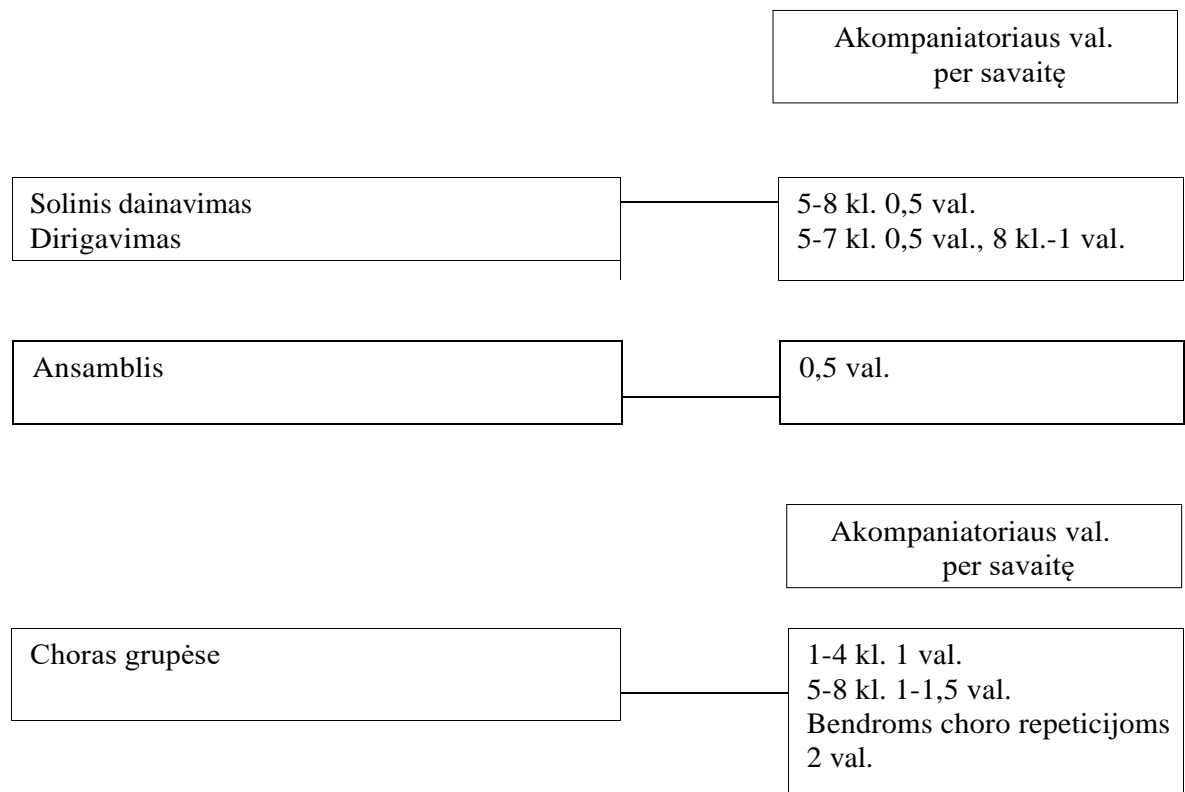 Akompaniatoriaus val.
per savaitę
Solinis dainavimas
Dirigavimas
5-8 kl. 0,5 val.
5-7 kl. 0,5 val., 8 kl.-1 val.
Ansamblis
0,5 val.
Akompaniatoriaus val.
per savaitę
Choras grupėse
1-4 kl. 1 val.
5-8 kl. 1-1,5 val.
Bendroms choro repeticijoms
2 val.